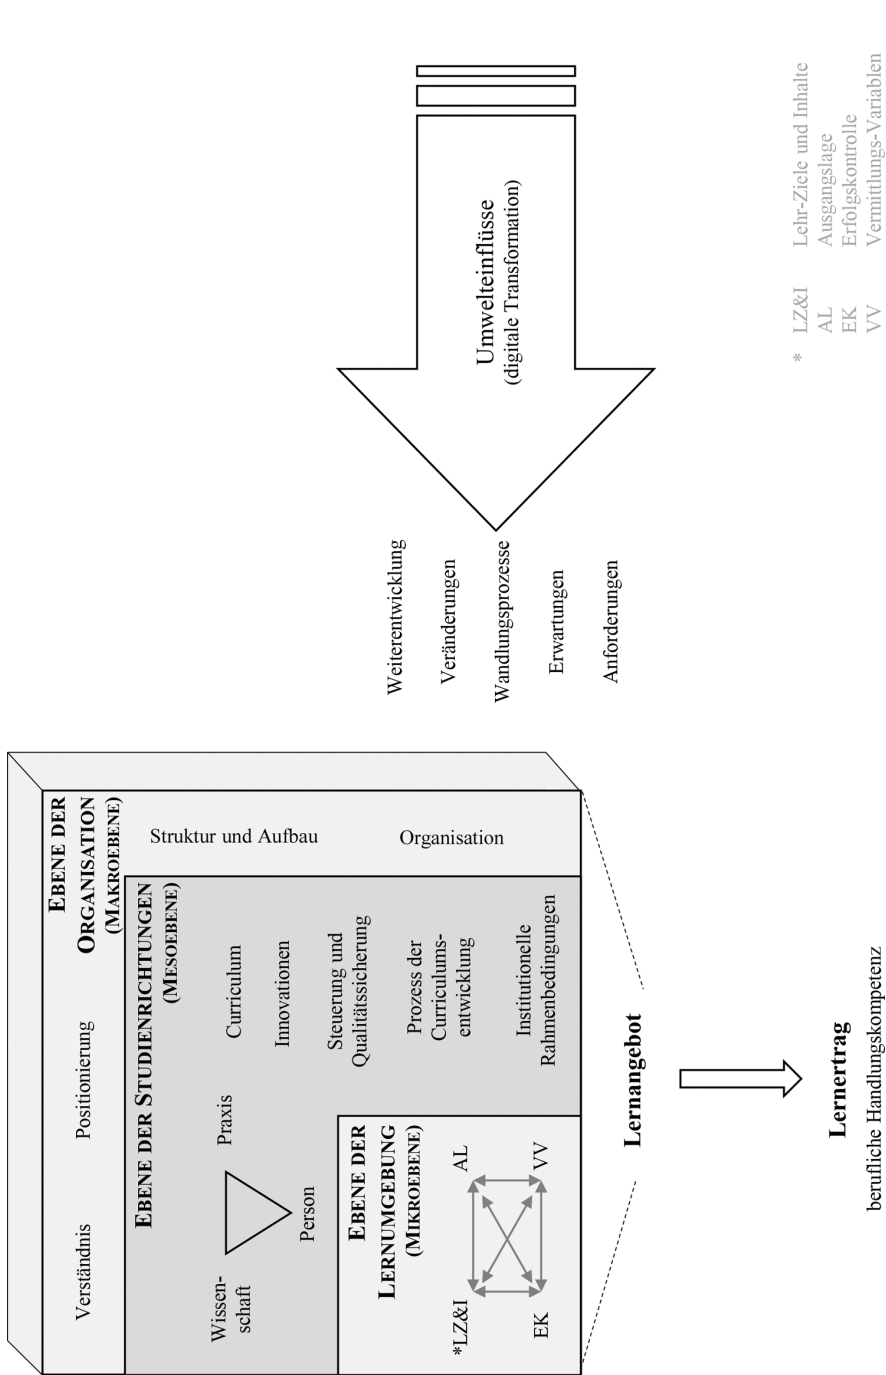 EBENE DER
ORGANISATION
(MAKROEBENE)
Verständnis
Positionierung
Struktur und Aufbau
Organisation
EBENE DER STUDIENRICHTUNGEN
(MESOEBENE)
Wissen-
schaft
Praxis
Person
Curriculum
Innovationen
Steuerung und
Qualitätssicherung
Prozess der
Curriculums-
entwicklung
Institutionelle
Rahmenbedingungen
EBENE DER
LERNUMGEBUNG
(MIKROEBENE)
*LZ&I
AL
EK
VV
Lernangebot
Lernertrag
berufliche Handlungskompetenz
Weiterentwicklung
Veränderungen
Wandlungsprozesse
Erwartungen
Anforderungen
Umwelteinflüsse
(digitale Transformation)
* LZ&I Lehr-Ziele und Inhalte
AL Ausgangslage
EK Erfolgskontrolle
VV Vermittlungs-Variablen